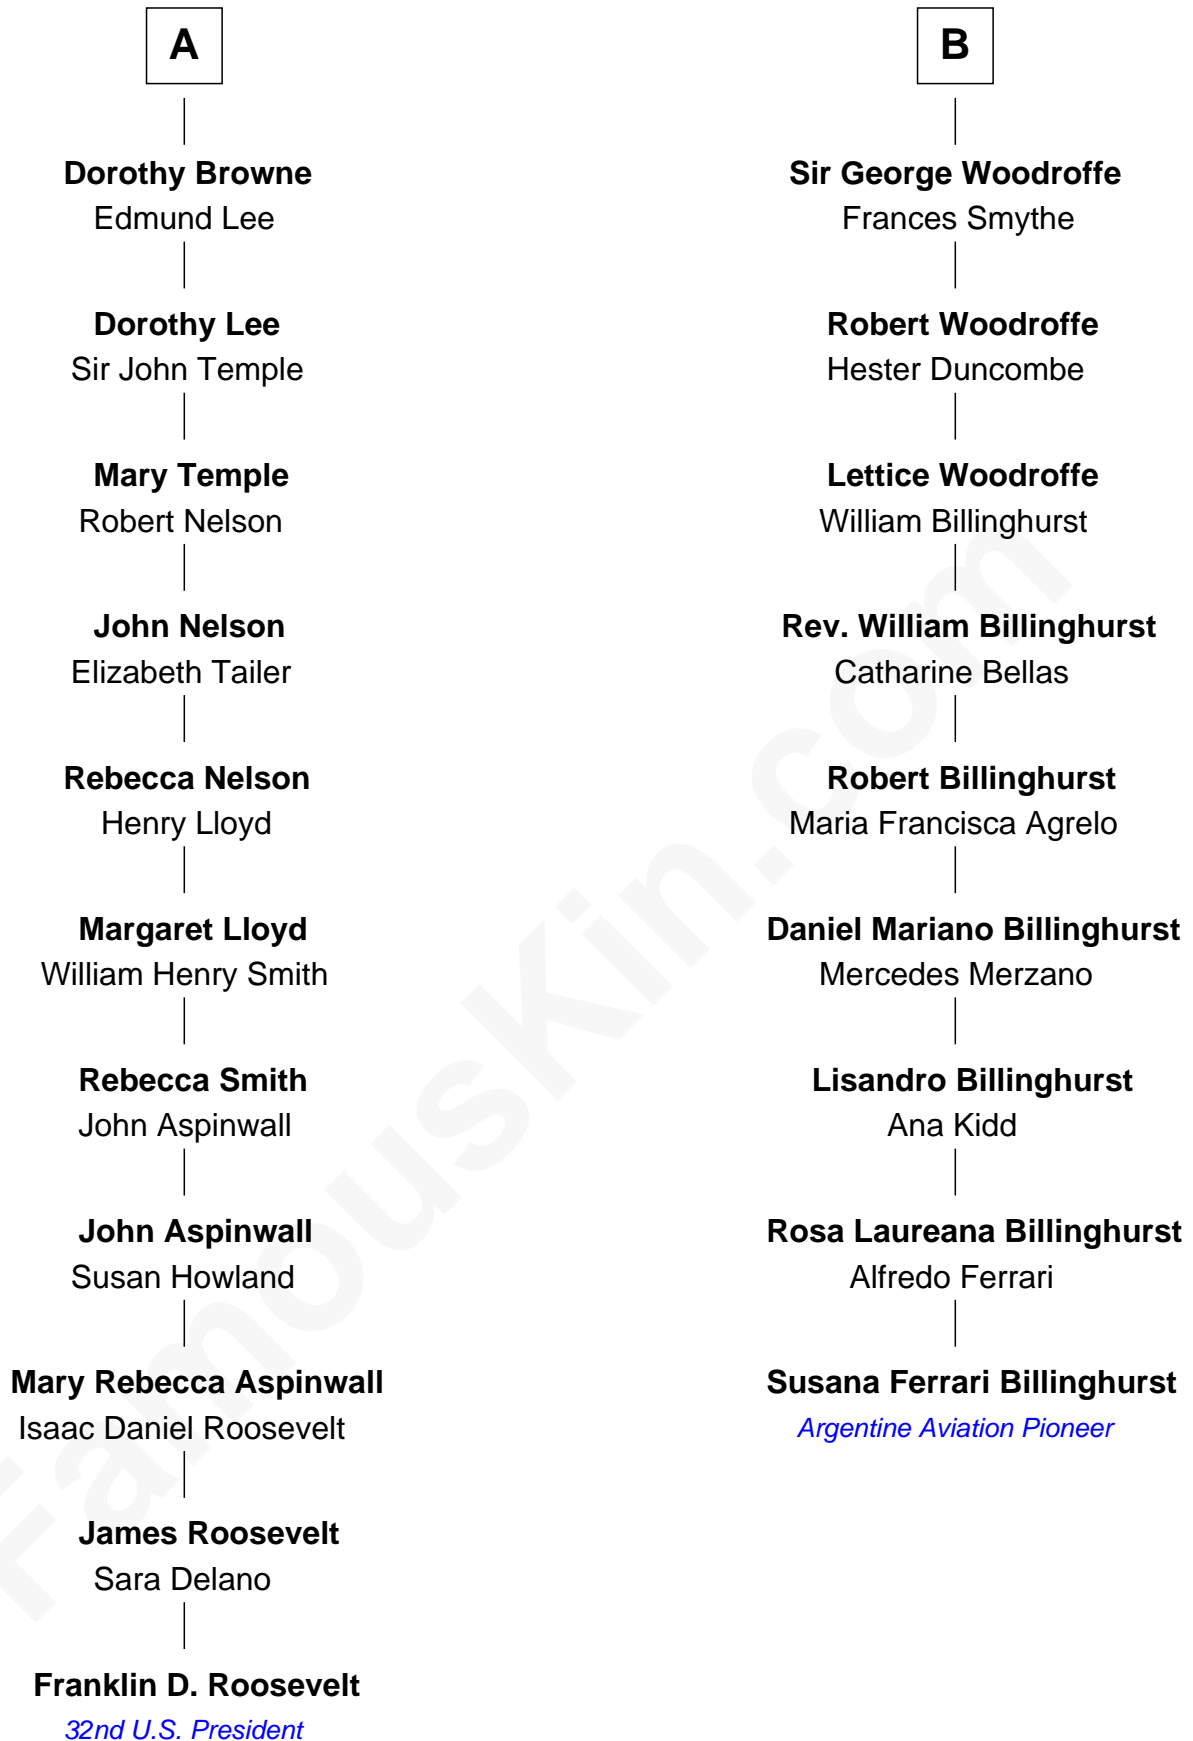 A
Dorothy Browne
Edmund Lee
Dorothy Lee
Sir John Temple
Mary Temple
Robert Nelson
John Nelson
Elizabeth Tailer
Rebecca Nelson
Henry Lloyd
Margaret Lloyd
William Henry Smith
Rebecca Smith
John Aspinwall
John Aspinwall
Susan Howland
Mary Rebecca Aspinwall
Isaac Daniel Roosevelt
James Roosevelt
Sara Delano
Franklin D. Roosevelt
32nd U.S. President
B
Sir George Woodroffe
Frances Smythe
Robert Woodroffe
Hester Duncombe
Lettice Woodroffe
William Billinghurst
Rev. William Billinghurst
Catharine Bellas
Robert Billinghurst
Maria Francisca Agrelo
Daniel Mariano Billinghurst
Mercedes Merzano
Lisandro Billinghurst
Ana Kidd
Rosa Laureana Billinghurst
Alfredo Ferrari
Susana Ferrari Billinghurst
Argentine Aviation Pioneer
FamousKin.com